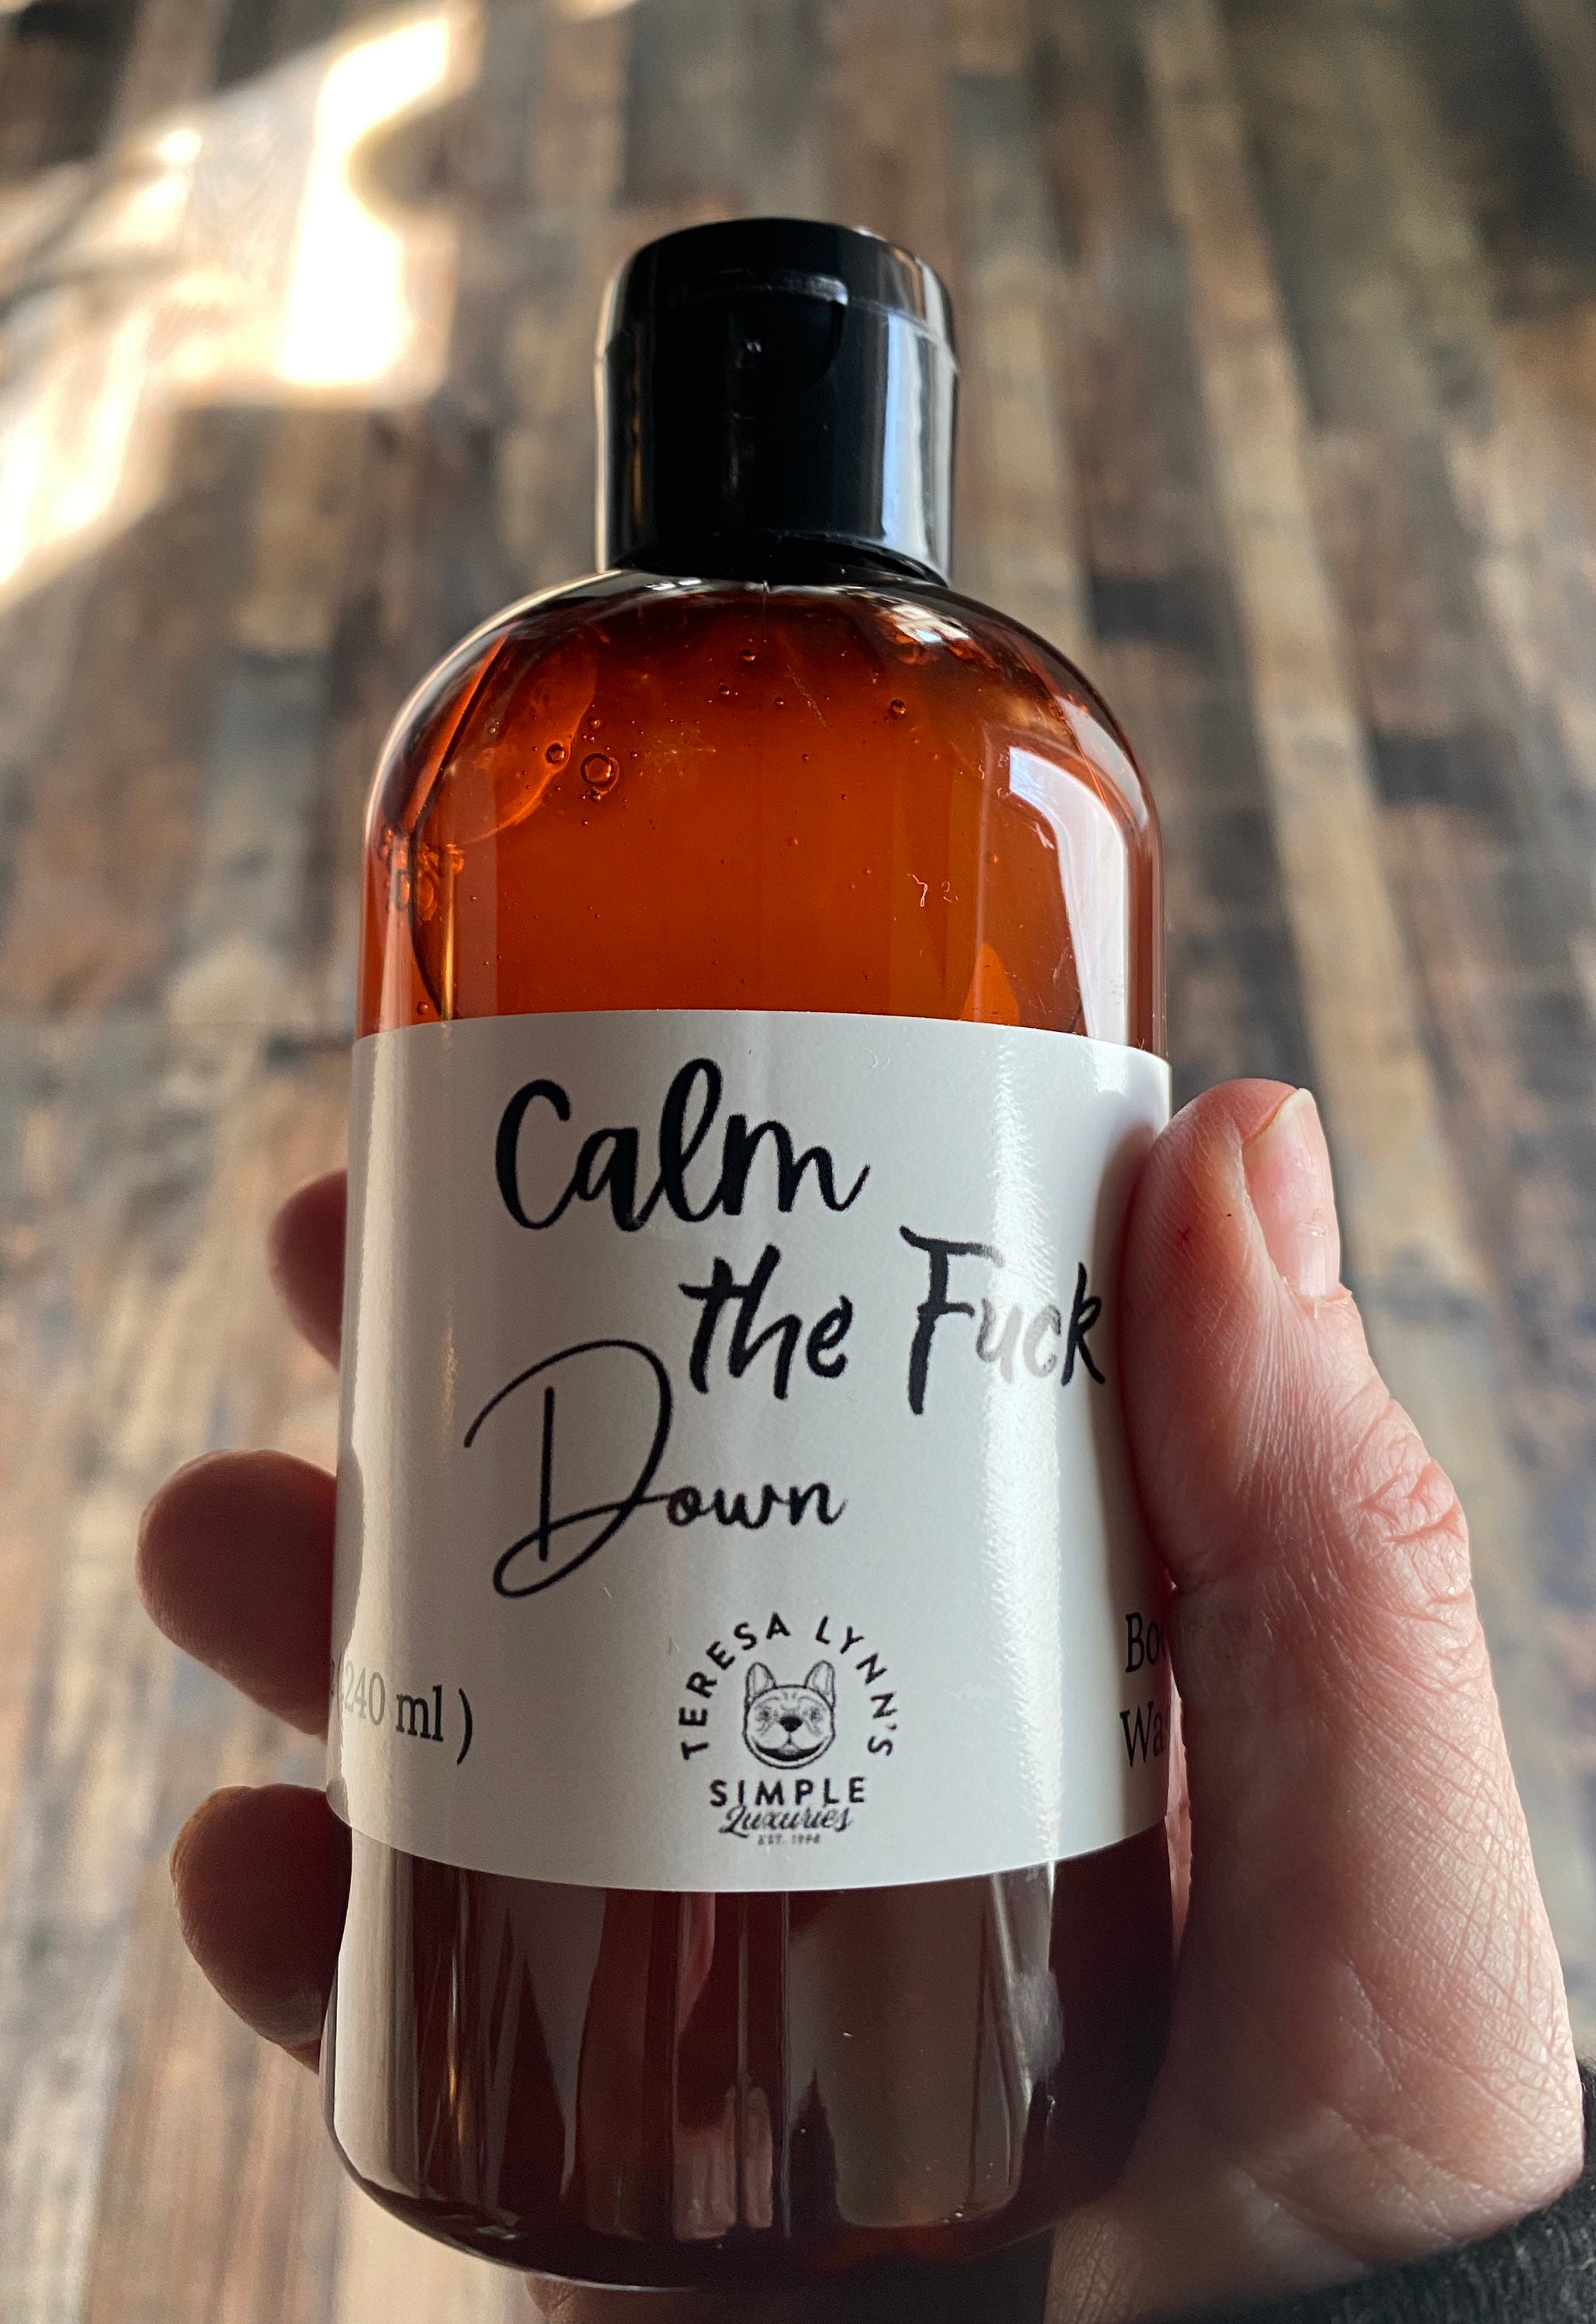 Calm
the Fuck
Down
240 ml )
TERESA LYNN'S
SIMPLE
Luxuries